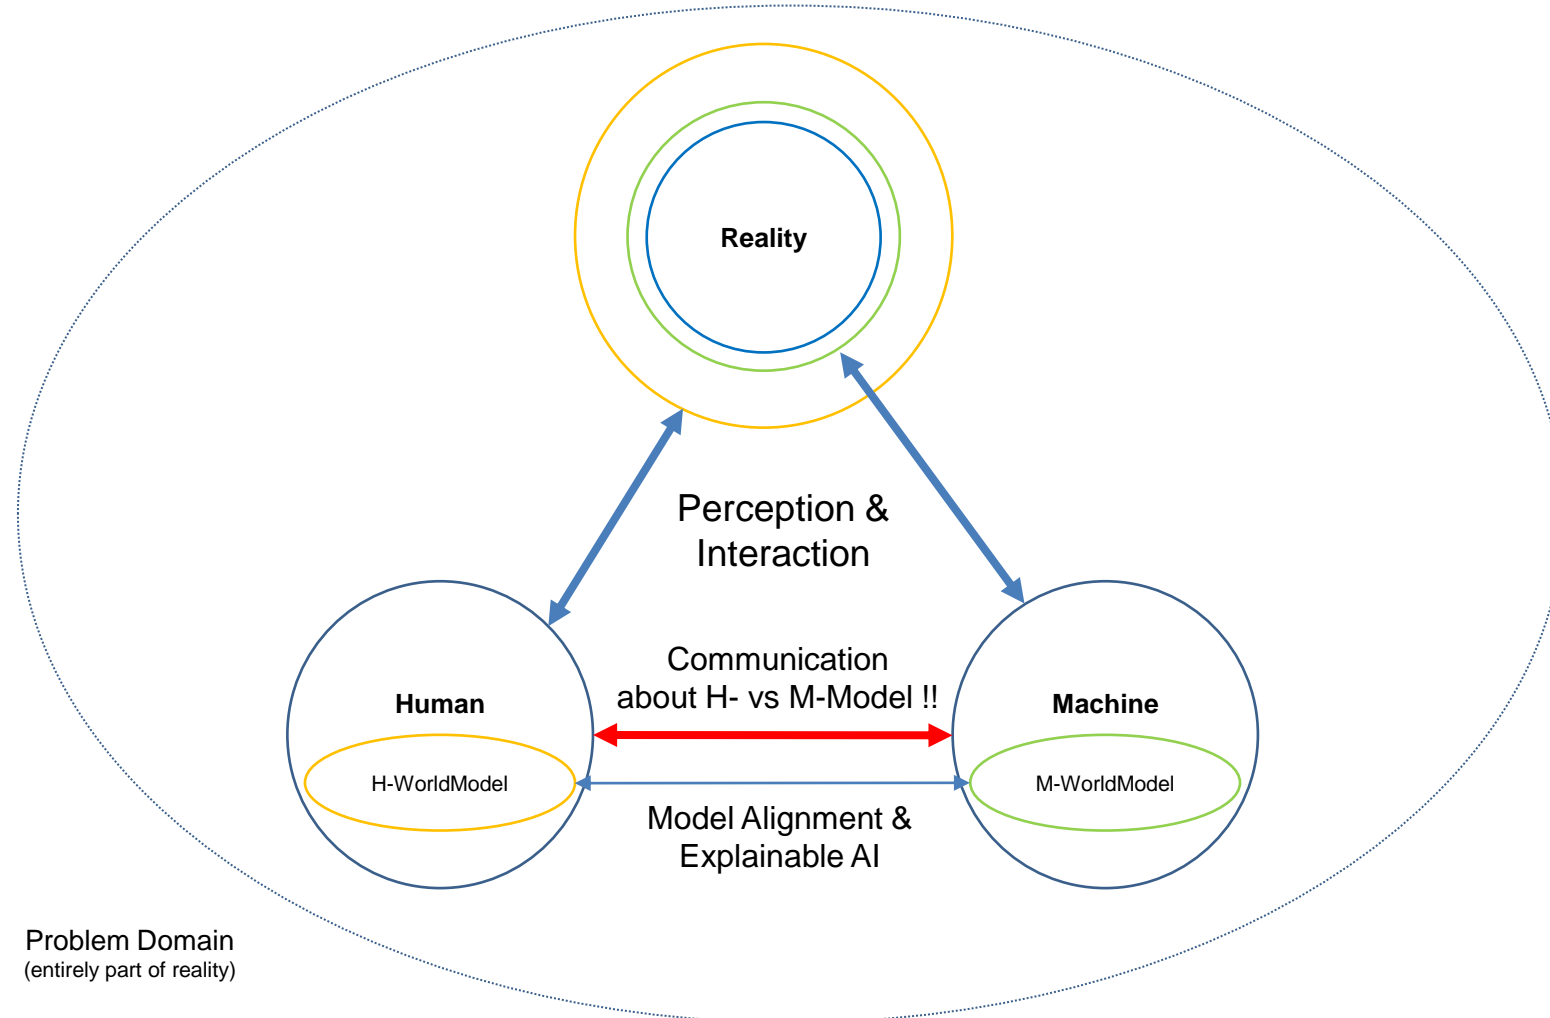 Reality
Perception &
Interaction
Communication
about H- vs M-Model !!
Human
Machine
H-WorldModel
M-WorldModel
Model Alignment &
Explainable AI
Problem Domain
(entirely part of reality)